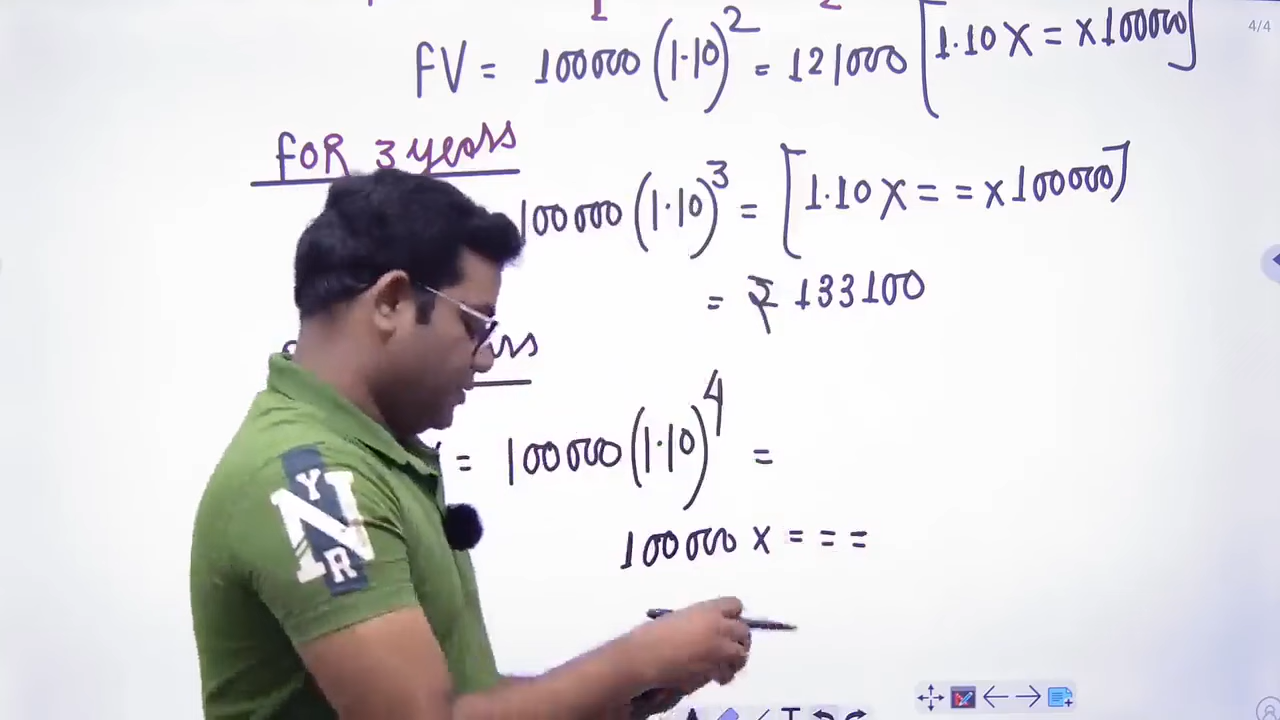 4/4
FV = 100000 (1.10)² = 121000 [1.10 X = x 100000]
FOR 3 years
100000 (1.10)³ = [1.10 X = = x 100000]
= ₹ 133100
= 100000 (1.10)⁴ =
100000 X = = =
NY
R